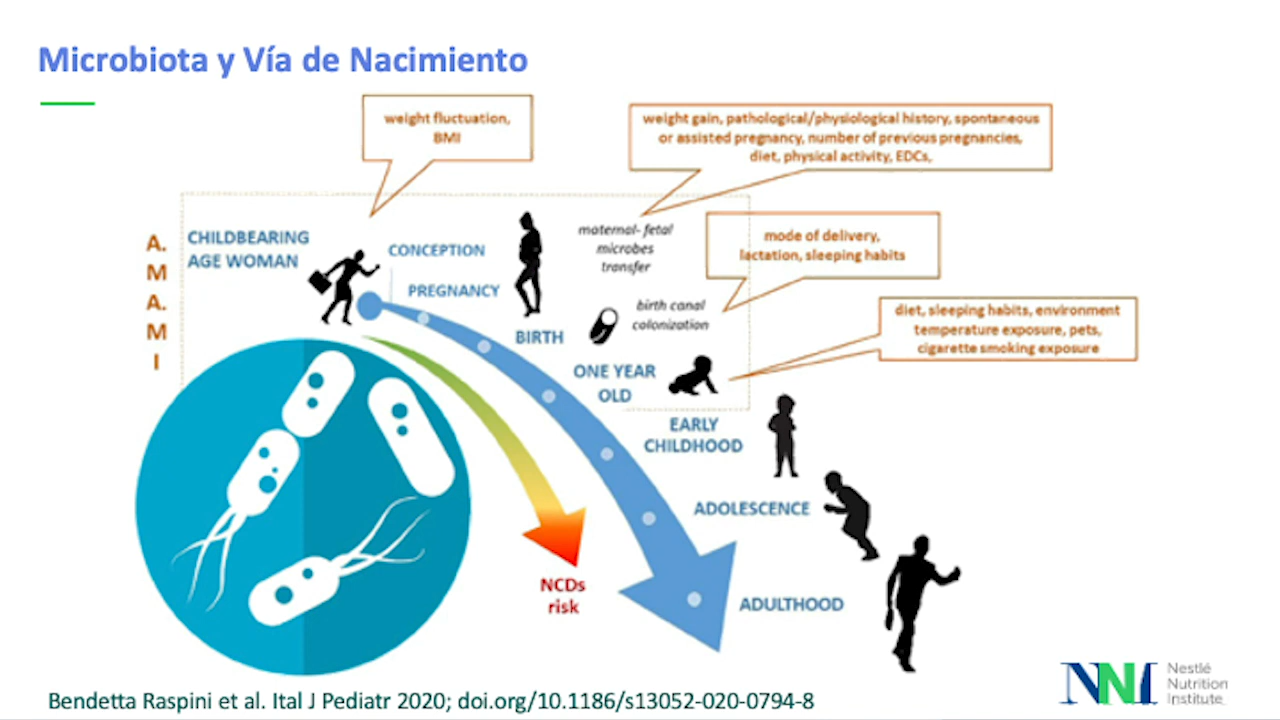 Microbiota y Vía de Nacimiento
weight fluctuation,
BMI
weight gain, pathological/physiological history, spontaneous
or assisted pregnancy, number of previous pregnancies,
diet, physical activity, EDCs,
A.
M
A.
M
I
CHILDBEARING
AGE WOMAN
CONCEPTION
PREGNANCY
maternal- fetal
microbes
transfer
mode of delivery,
lactation, sleeping habits
BIRTH
birth canal
colonization
diet, sleeping habits, environment
temperature exposure, pets,
cigarette smoking exposure
ONE YEAR
OLD
EARLY
CHILDHOOD
ADOLESCENCE
NCDs
risk
ADULTHOOD
NNI
Nestlé
Nutrition
Institute
Bendetta Raspini et al. Ital J Pediatr 2020; doi.org/10.1186/s13052-020-0794-8